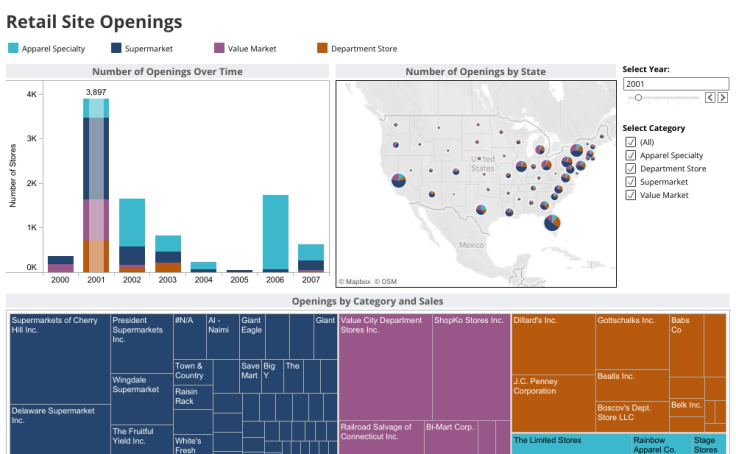 Retail Site Openings
Apparel Specialty
Supermarket
Value Market
Department Store
Number of Openings Over Time
Number of Stores
4K
3K
2K
1K
0K
3,897
2000
2001
2002
2003
2004
2005
2006
2007
Number of Openings by State
United
States
Mexico
© Mapbox © OSM
Select Year:
2001
Select Category
(All)
Apparel Specialty
Department Store
Supermarket
Value Market
Openings by Category and Sales
Supermarkets of Cherry
Hill Inc.
Delaware Supermarket
Inc.
President
Supermarkets
Inc.
Wingdale
Supermarket
The Fruitful
Yield Inc.
#N/A
Al -
Naimi
Giant
Eagle
Giant
Town &
Country
Raisin
Rack
White's
Fresh
Save
Mart
Big
Y
The
Value City Department
Stores Inc.
ShopKo Stores Inc.
Railroad Salvage of
Connecticut Inc.
Bi-Mart Corp.
Dillard's Inc.
J.C. Penney
Corporation
Gottschalks Inc.
Bealls Inc.
Boscov's Dept.
Store LLC
Babs
Co
Belk Inc.
The Limited Stores
Rainbow
Apparel Co.
Stage
Stores